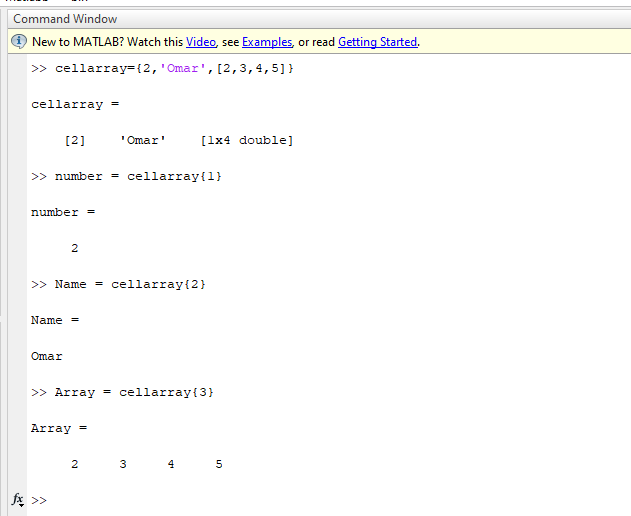 Command Window
New to MATLAB? Watch this Video, see Examples, or read Getting Started.
>> cellarray={2,'Omar',[2,3,4,5]}
cellarray =
[2] 'Omar' [1x4 double]
>> number = cellarray{1}
number =
2
>> Name = cellarray{2}
Name =
Omar
>> Array = cellarray{3}
Array =
2 3 4 5
fx >>